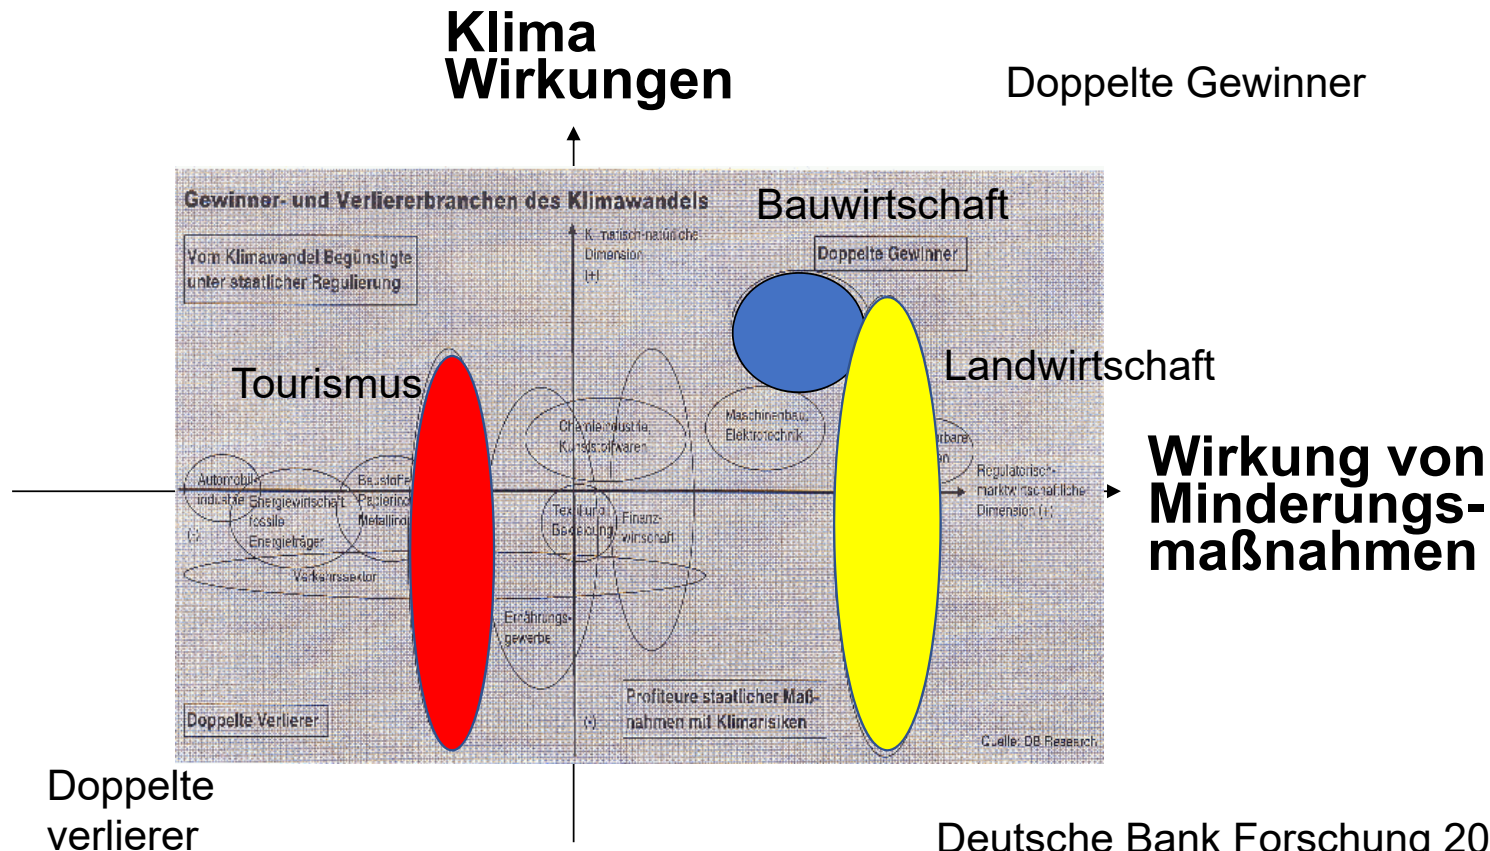 Klima
Wirkungen
Doppelte Gewinner
Gewinner- und Verliererbranchen des Klimawandels
Bauwirtschaft
Klimatisch-natürliche
Dimension
(+)
Vom Klimawandel Begünstigte
unter staatlicher Regulierung
Doppelte Gewinner
Tourismus
Landwirtschaft
Chemieindustrie,
Kunststoffwaren
Maschinenbau,
Elektrotechnik
Automobil-
industrie
Energiewirtschaft
fossile
Energieträger
(-)
Textil und
Bekleidung
Finanz-
wirtschaft
Regulatorisch-
marktwirtschaftliche
Dimension (+)
Wirkung von
Minderungs-
maßnahmen
Verkehrssektor
Ernährungs-
gewerbe
Doppelte Verlierer
(-)
Profiteure staatlicher Maß-
nahmen mit Klimarisiken
Quelle: DB Research
Doppelte
verlierer
Deutsche Bank Forschung 20